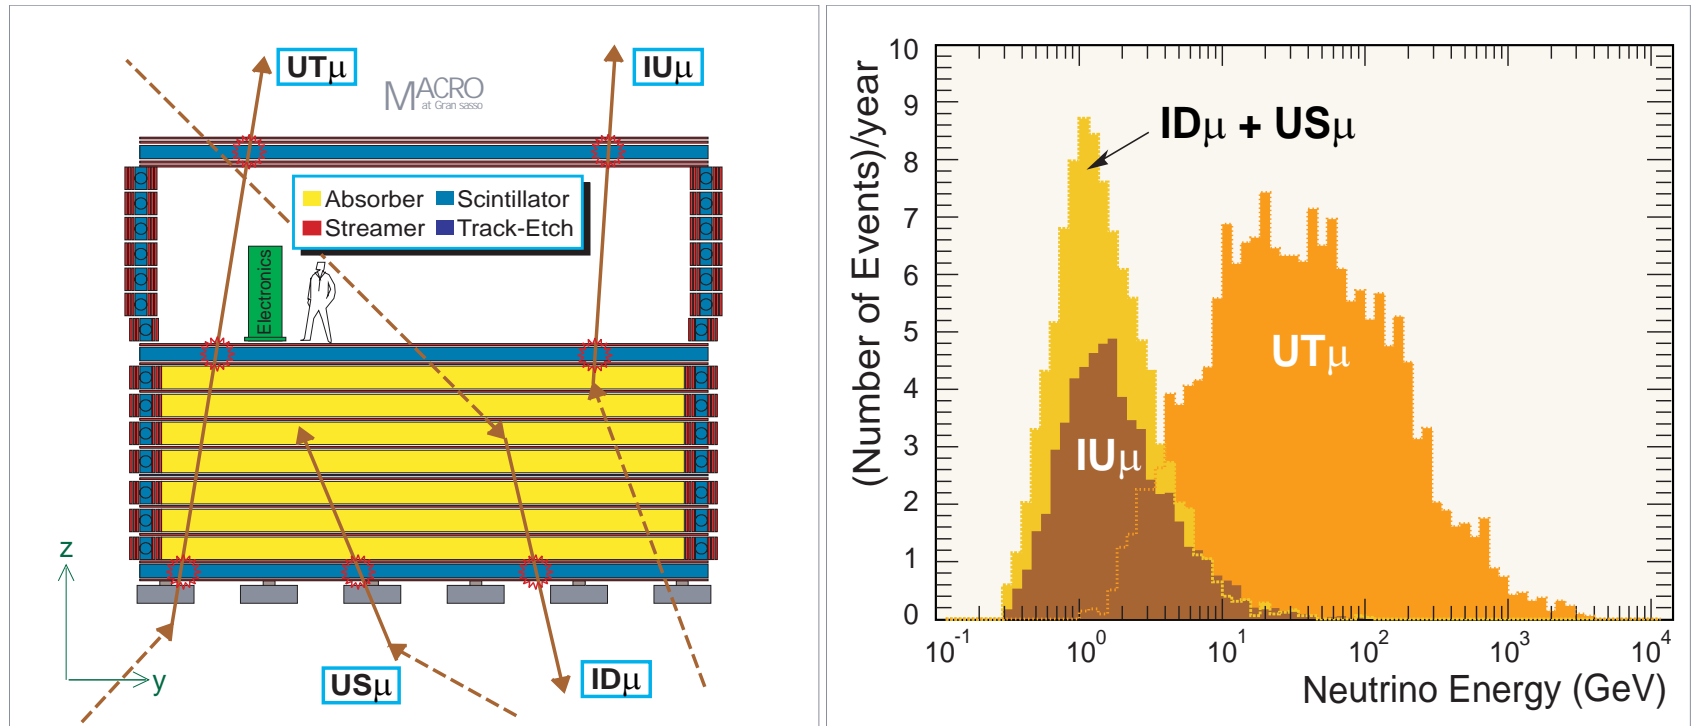 UTμ
IUμ
MACRO
at Gran sasso
Absorber
Scintillator
Streamer
Track-Etch
Electronics
z
y
USμ
IDμ
10
9
8
7
6
5
4
3
2
1
0
(Number of Events)/year
IDμ + USμ
UTμ
IUμ
10⁻¹
10⁰
10¹
10²
10³
10⁴
Neutrino Energy (GeV)